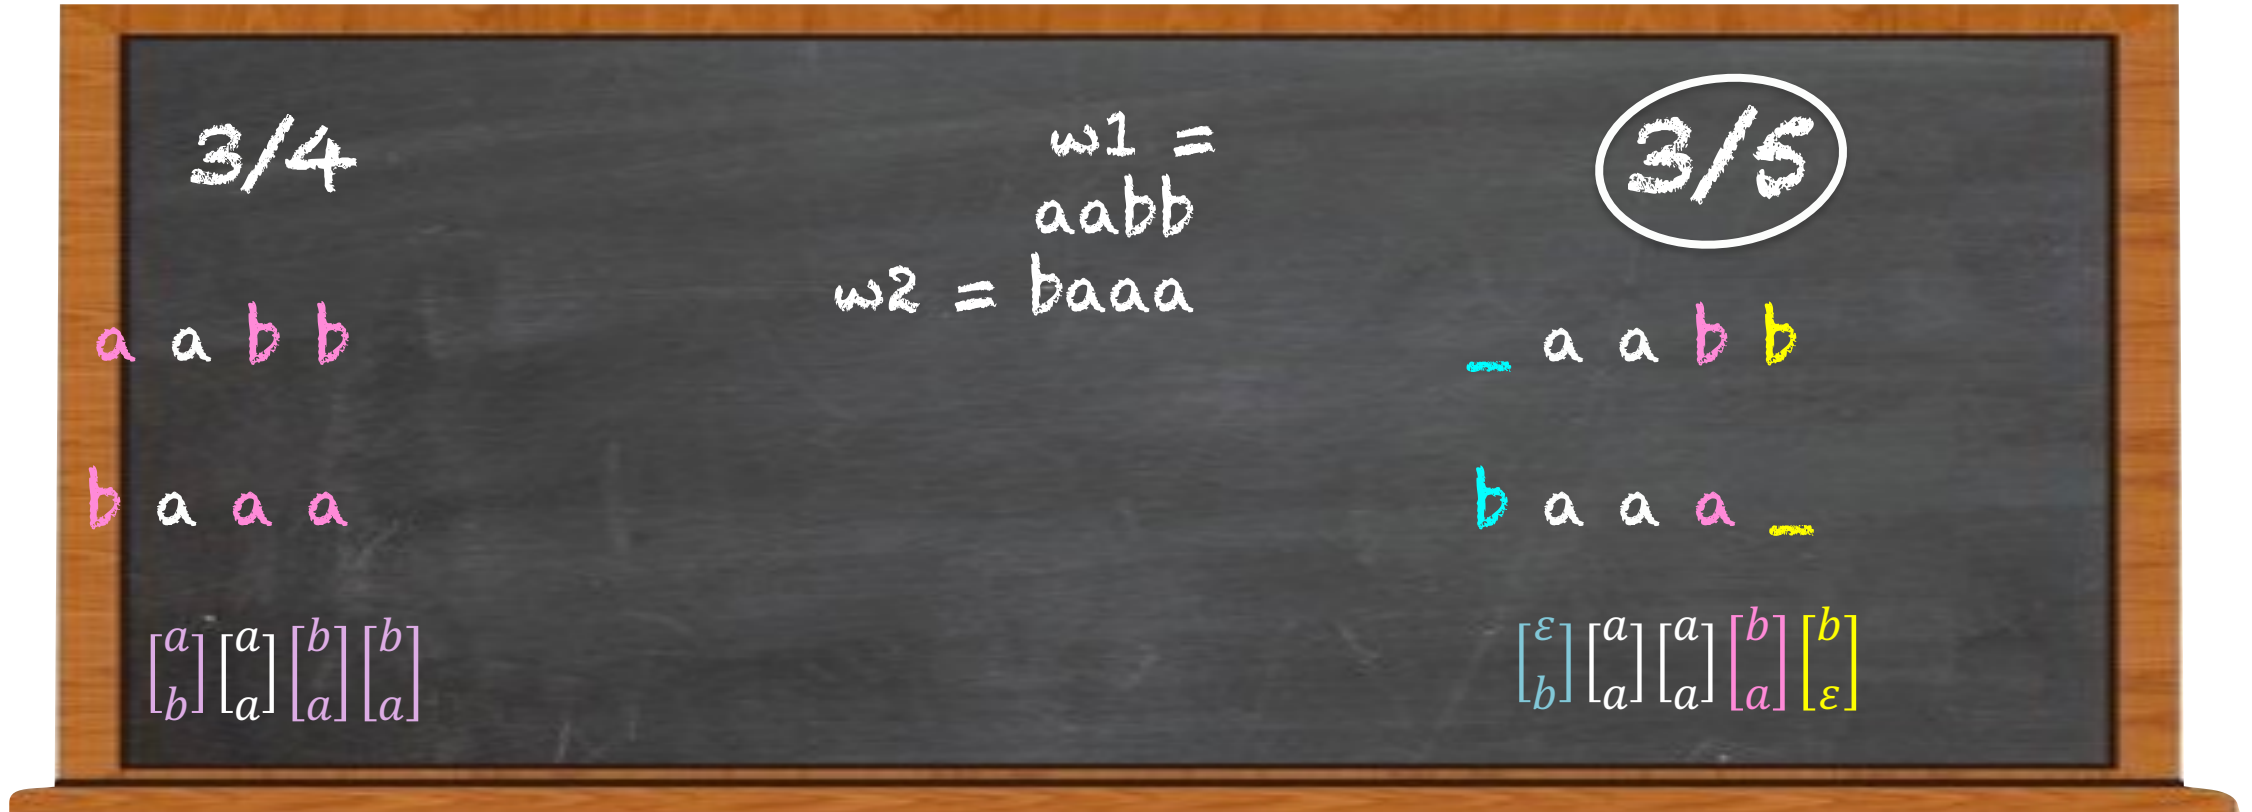 3/4
w1 =
aabb
w2 = baaa
3/5
a a b b
b a a a
[a b] [a a] [b a] [b a]
_ a a b b
b a a a _
[ε b] [a a] [a a] [b a] [b ε]